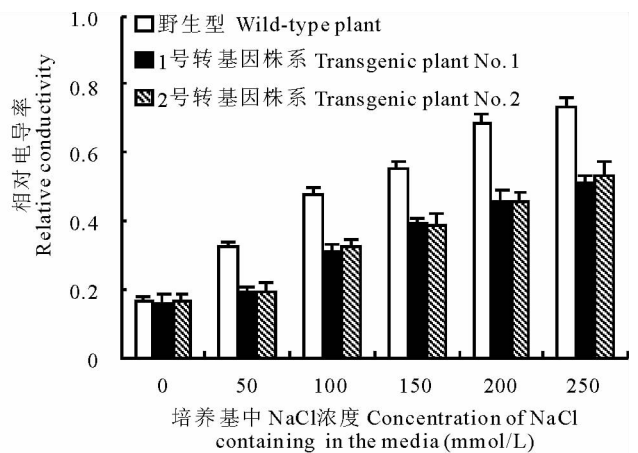 1.0
0.8
0.6
0.4
0.2
0
相对电导率
Relative conductivity
野生型 Wild-type plant
1号转基因株系 Transgenic plant No.1
2号转基因株系 Transgenic plant No.2
0 50 100 150 200 250
培养基中 NaCl浓度 Concentration of NaCl
containing in the media (mmol/L)